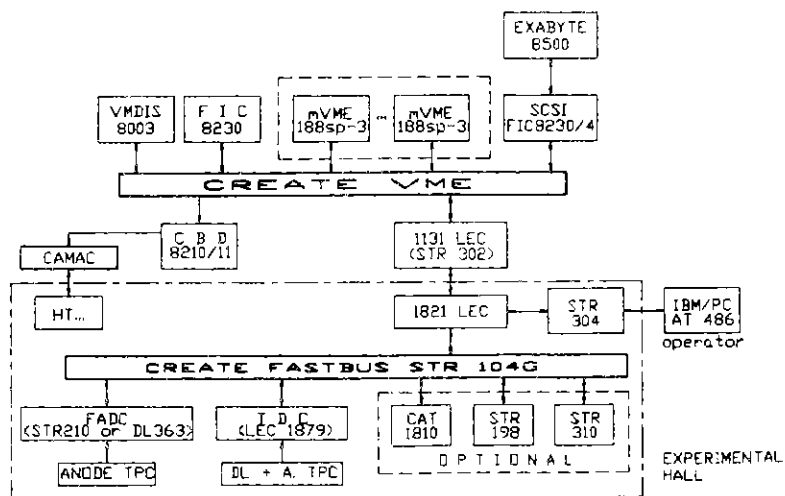 EXABYTE
8500
VMDIS
8003
F I C
8230
mVME
188sp-3
mVME
188sp-3
SCSI
FIC8230/4
CREATE VME
C B D
8210/11
1131 LEC
(STR 302)
CAMAC
HT...
1821 LEC
STR
304
IBM/PC
AT 486
operator
CREATE FASTBUS STR 104G
FADC
(STR210 or DL363)
T D C
(LEC 1879)
CAT
1810
STR
198
STR
310
O P T I O N A L
ANODE TPC
DL + A. TPC
EXPERIMENTAL
HALL